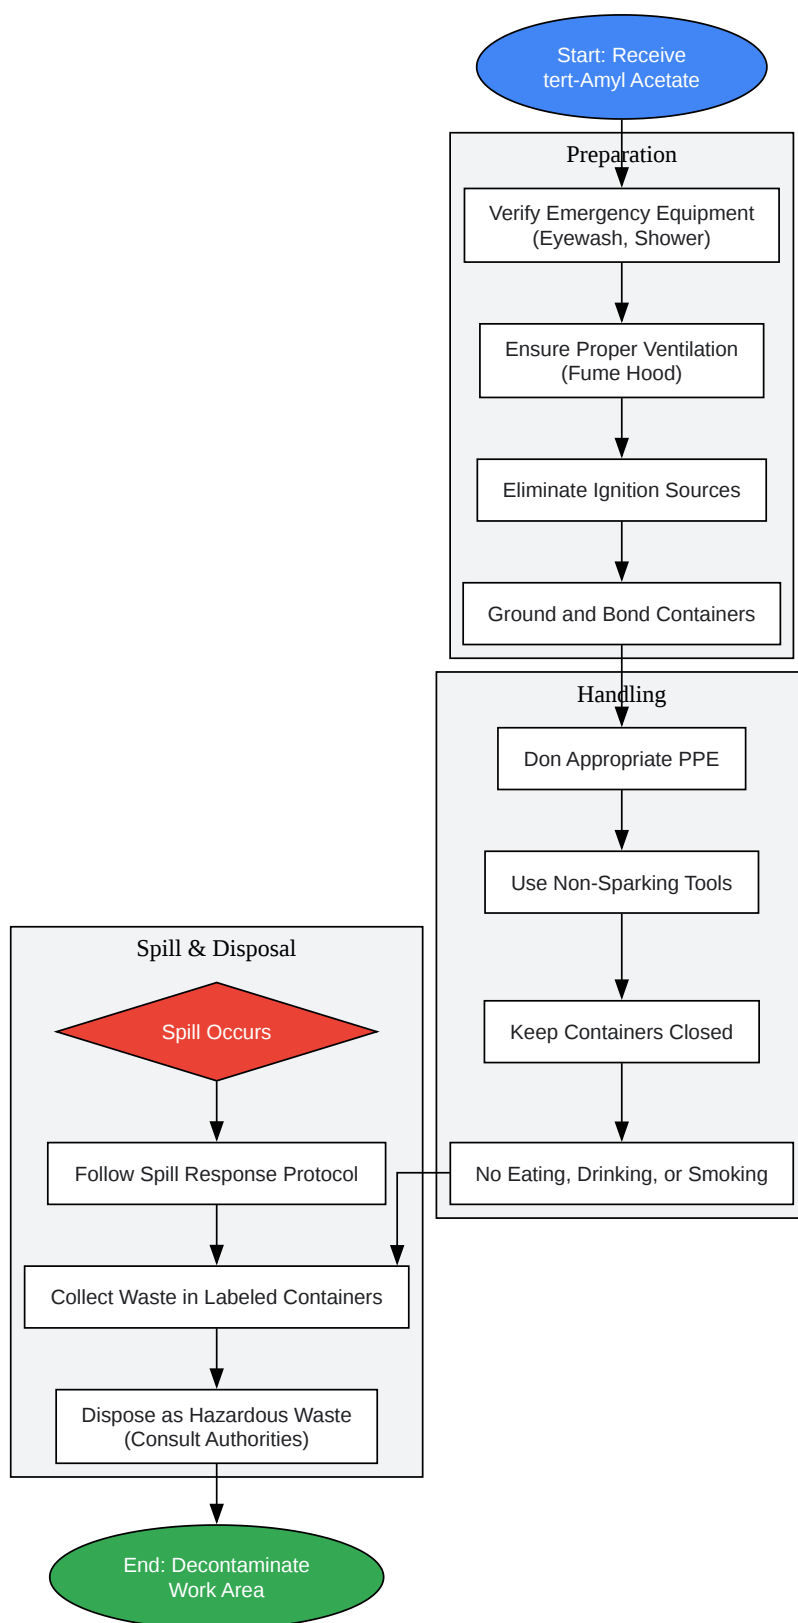 Start: Receive
tert-Amyl Acetate
Preparation
Verify Emergency Equipment
(Eyewash, Shower)
Ensure Proper Ventilation
(Fume Hood)
Eliminate Ignition Sources
Ground and Bond Containers
Handling
Don Appropriate PPE
Use Non-Sparking Tools
Keep Containers Closed
No Eating, Drinking, or Smoking
Spill & Disposal
Spill Occurs
Follow Spill Response Protocol
Collect Waste in Labeled Containers
Dispose as Hazardous Waste
(Consult Authorities)
End: Decontaminate
Work Area